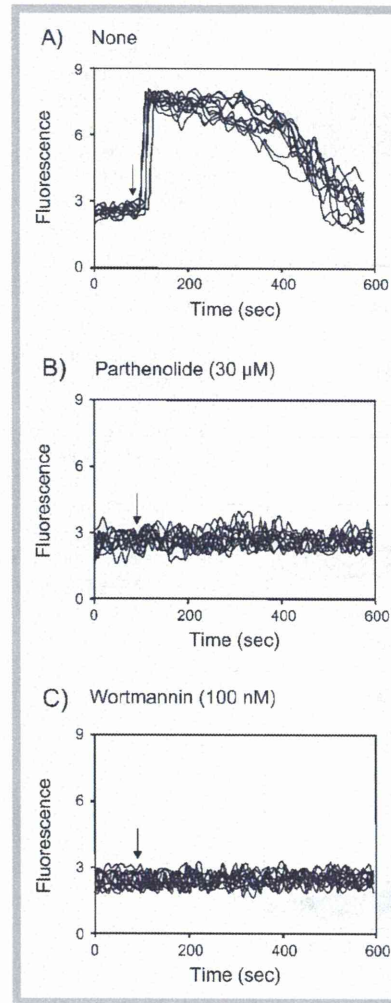 A) None
9
6
3
0
Fluorescence
0 200 400 600
Time (sec)
B) Parthenolide (30 µM)
9
6
3
0
Fluorescence
0 200 400 600
Time (sec)
C) Wortmannin (100 nM)
9
6
3
0
Fluorescence
0 200 400 600
Time (sec)